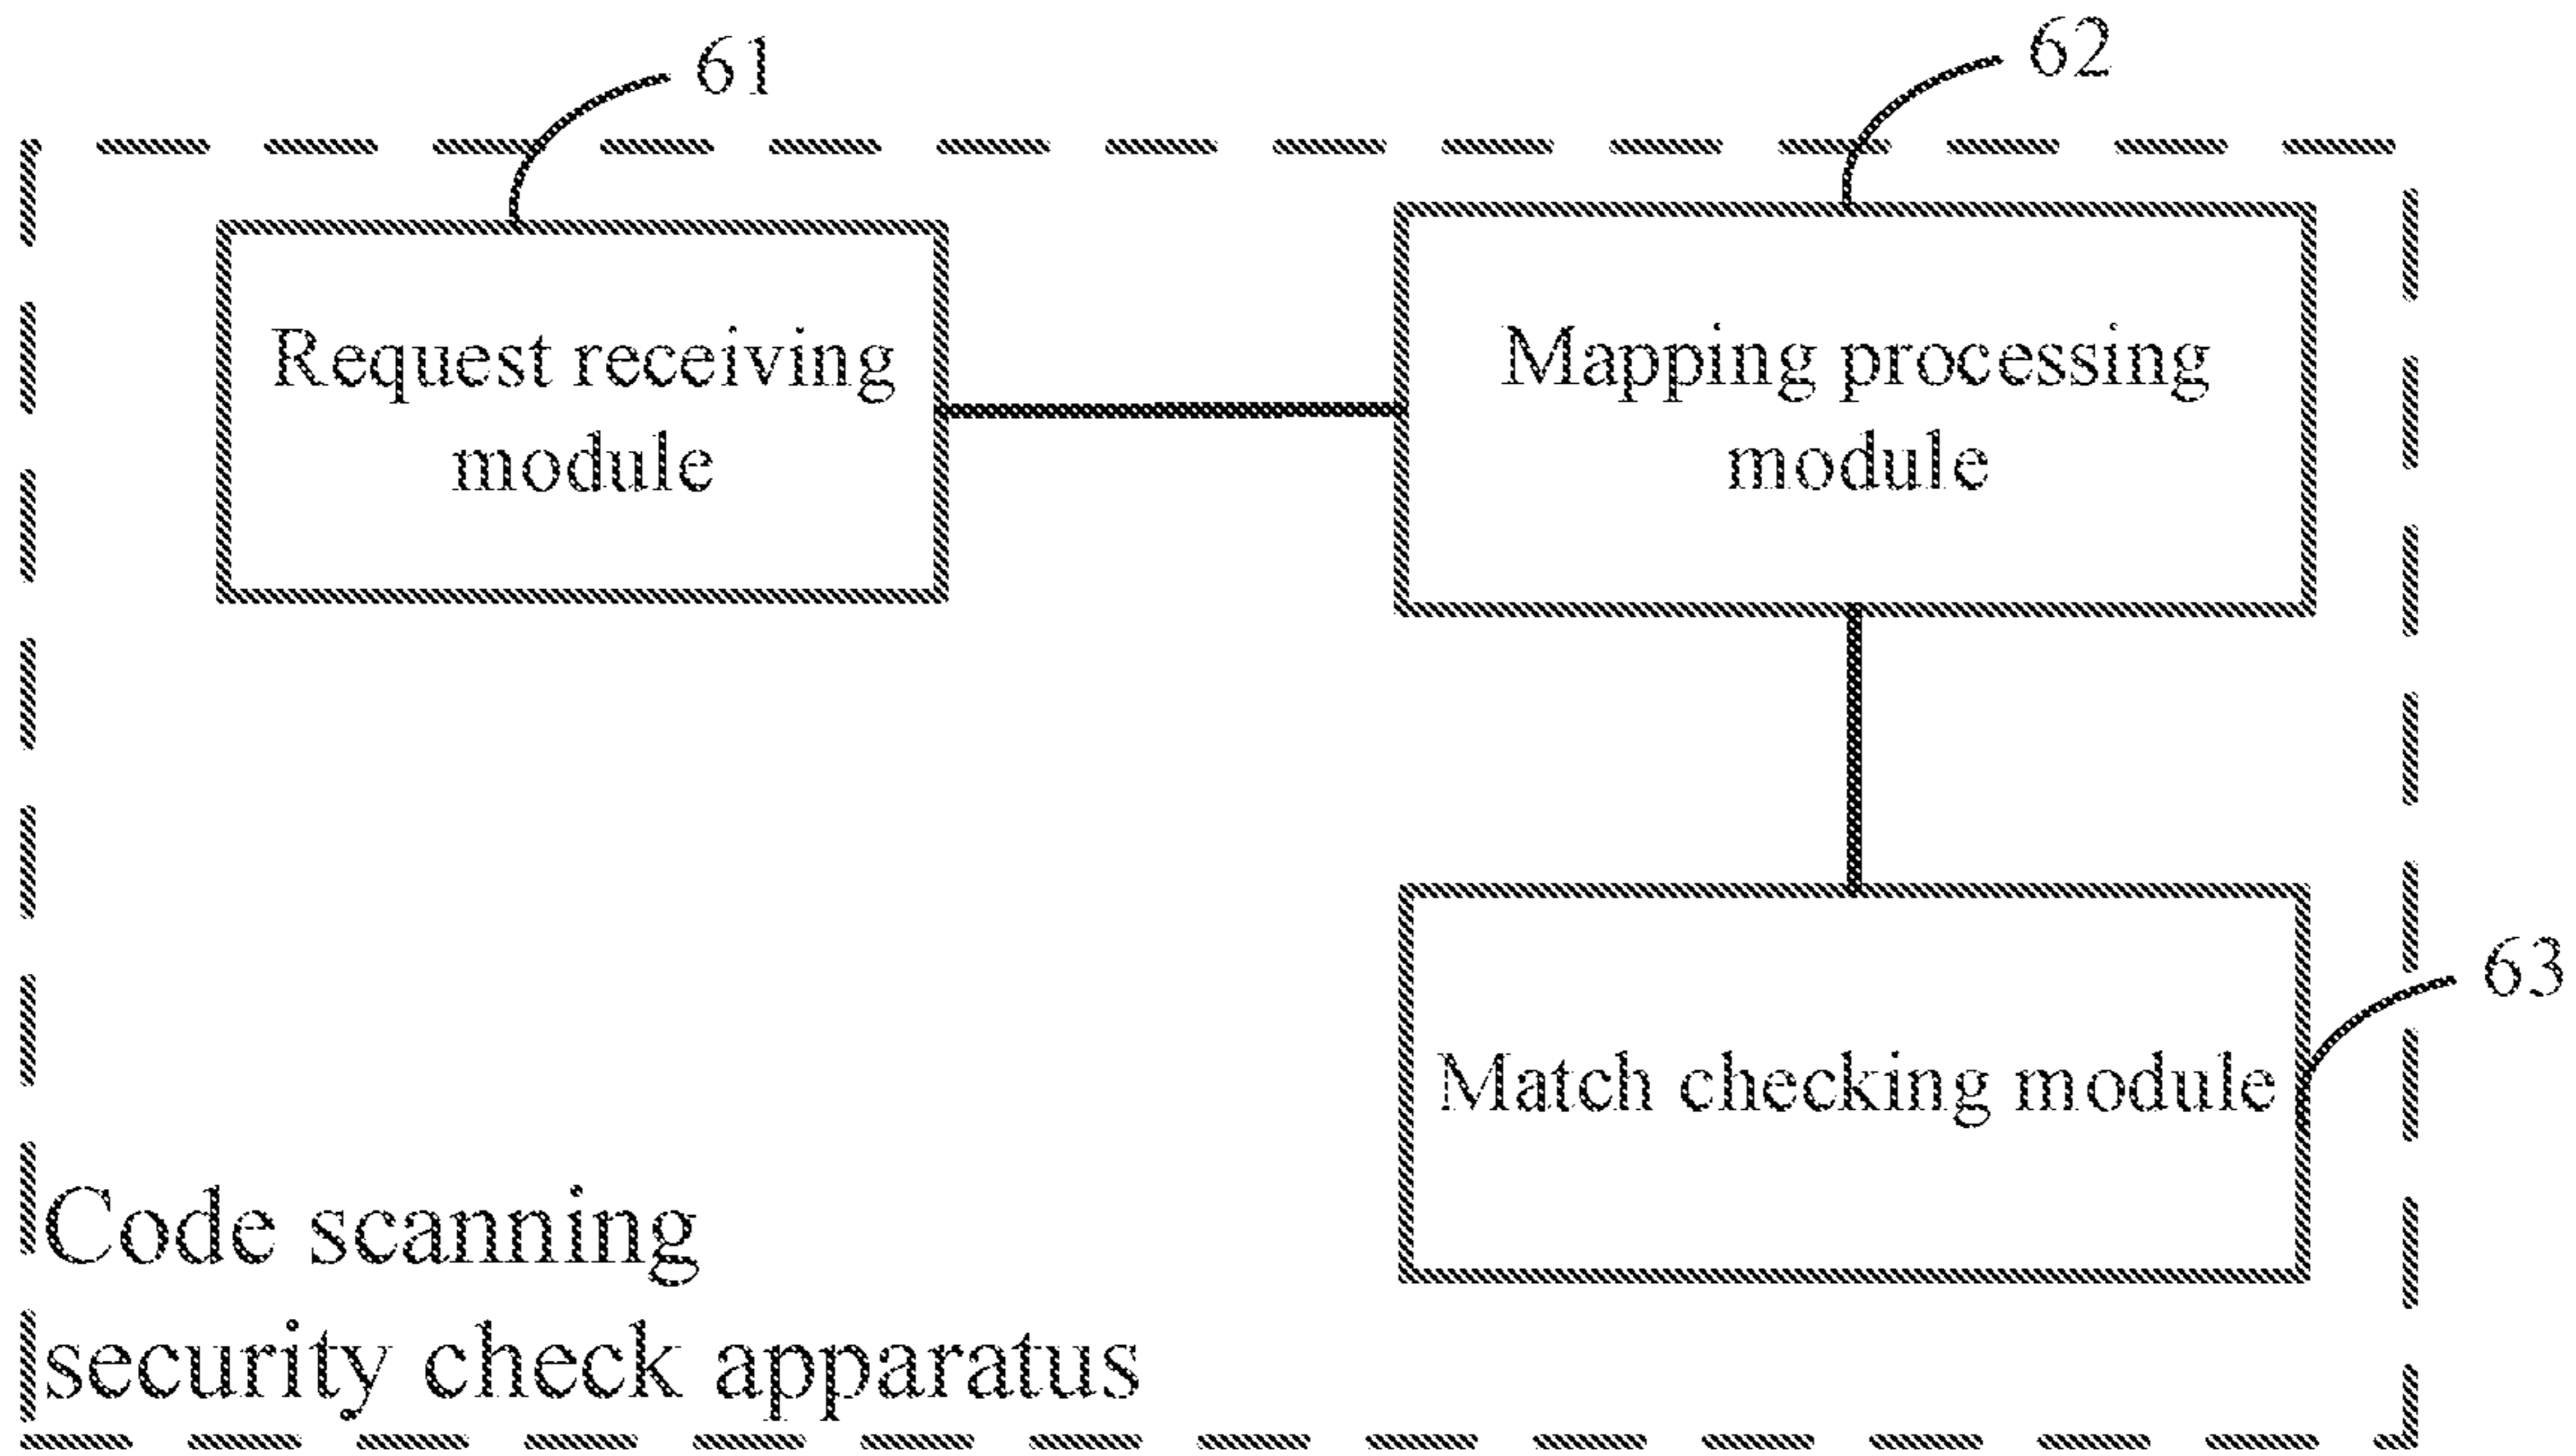 61
62
Request receiving
module
Mapping processing
module
63
Match checking module
Code scanning
security check apparatus